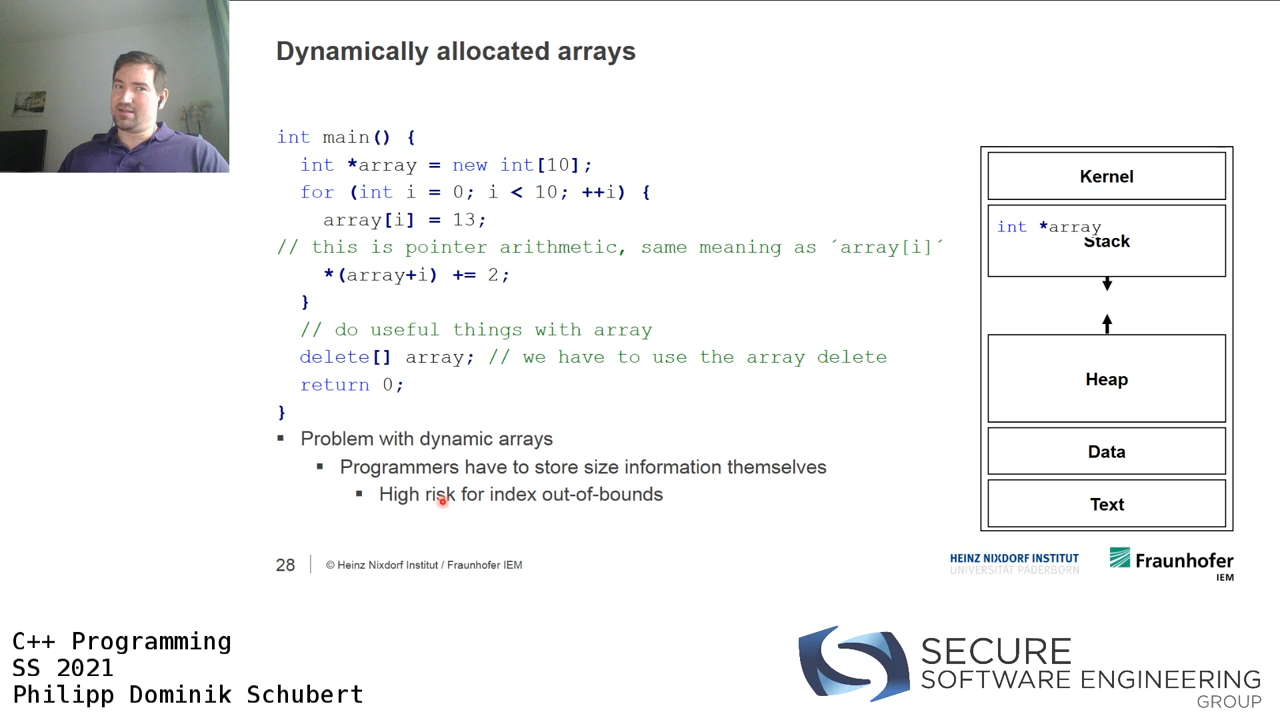 Dynamically allocated arrays
int main() {
int *array = new int[10];
for (int i = 0; i < 10; ++i) {
array[i] = 13;
// this is pointer arithmetic, same meaning as ´array[i]´
*(array+i) += 2;
}
// do useful things with array
delete[] array; // we have to use the array delete
return 0;
}
▪ Problem with dynamic arrays
▪ Programmers have to store size information themselves
▪ High risk for index out-of-bounds
Kernel
int *array
Stack
Heap
Data
Text
28
© Heinz Nixdorf Institut / Fraunhofer IEM
HEINZ NIXDORF INSTITUT
UNIVERSITÄT PADERBORN
Fraunhofer
IEM
C++ Programming
SS 2021
Philipp Dominik Schubert
SECURE
SOFTWARE ENGINEERING
GROUP